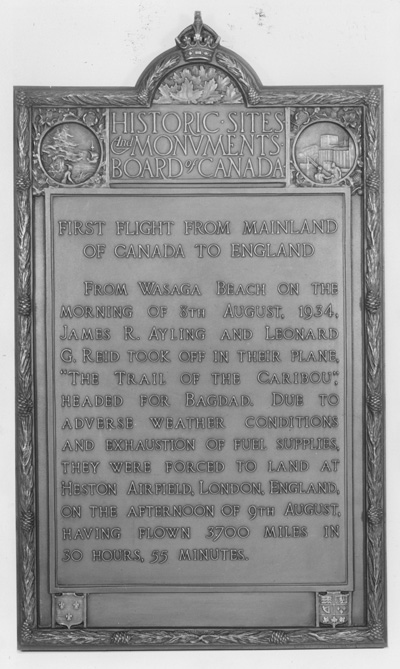 HISTORIC·SITES
and MONVMENTS
BOARD of CANADA
FIRST FLIGHT FROM MAINLAND
OF CANADA TO ENGLAND
FROM WASAGA BEACH ON THE
MORNING OF 8TH AUGUST, 1934,
JAMES R. AYLING AND LEONARD
G. REID TOOK OFF IN THEIR PLANE,
"THE TRAIL OF THE CARIBOU",
HEADED FOR BAGDAD. DUE TO
ADVERSE WEATHER CONDITIONS
AND EXHAUSTION OF FUEL SUPPLIES,
THEY WERE FORCED TO LAND AT
HESTON AIRFIELD, LONDON, ENGLAND,
ON THE AFTERNOON OF 9TH AUGUST,
HAVING FLOWN 3700 MILES IN
30 HOURS, 55 MINUTES.